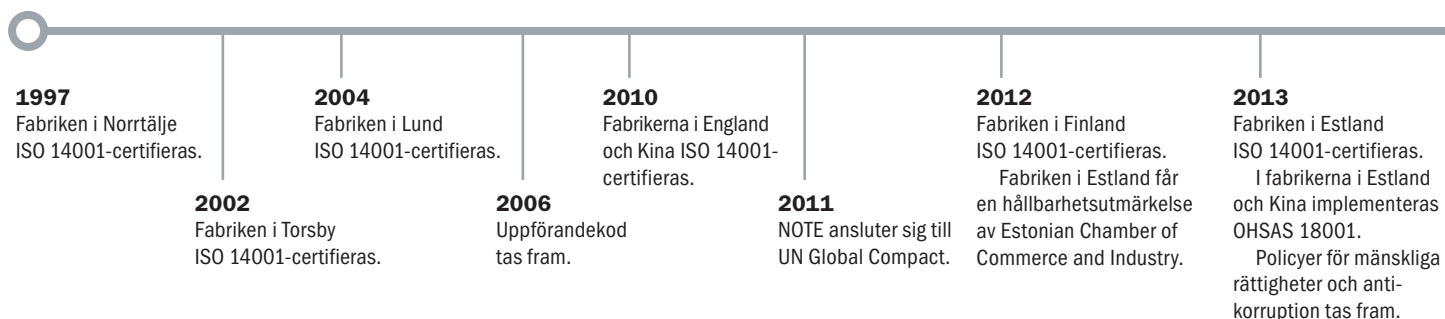 1997
Fabriken i Norrtälje
ISO 14001-certifieras.
2002
Fabriken i Torsby
ISO 14001-certifieras.
2004
Fabriken i Lund
ISO 14001-certifieras.
2006
Uppförandekod
tas fram.
2010
Fabrikerna i England
och Kina ISO 14001-
certifieras.
2011
NOTE ansluter sig till
UN Global Compact.
2012
Fabriken i Finland
ISO 14001-certifieras.
Fabriken i Estland får
en hållbarhetsutmärkelse
av Estonian Chamber of
Commerce and Industry.
2013
Fabriken i Estland
ISO 14001-certifieras.
I fabrikerna i Estland
och Kina implementeras
OHSAS 18001.
Policyer för mänskliga
rättigheter och anti-
korruption tas fram.